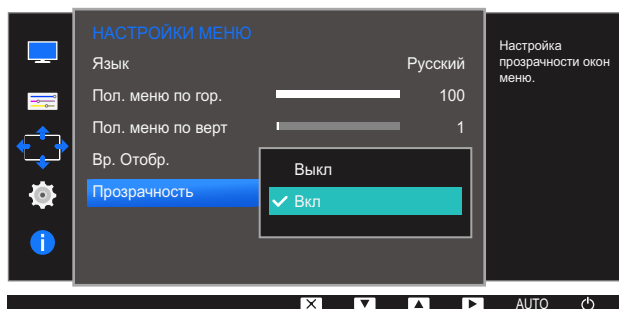 НАСТРОЙКИ МЕНЮ
Язык Русский
Пол. меню по гор. 100
Пол. меню по верт 1
Вр. Отобр.
Прозрачность
Выкл
Вкл
Настройка
прозрачности окон
меню.
AUTO